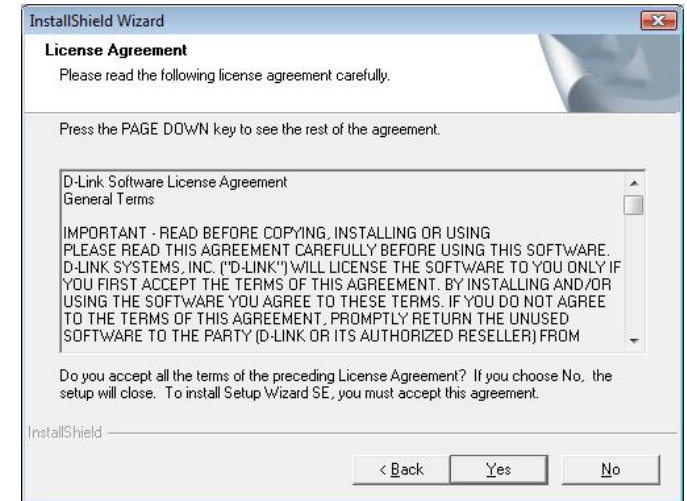 InstallShield Wizard
License Agreement
Please read the following license agreement carefully.
Press the PAGE DOWN key to see the rest of the agreement.
D-Link Software License Agreement
General Terms
IMPORTANT - READ BEFORE COPYING, INSTALLING OR USING
PLEASE READ THIS AGREEMENT CAREFULLY BEFORE USING THIS SOFTWARE.
D-LINK SYSTEMS, INC. ("D-LINK") WILL LICENSE THE SOFTWARE TO YOU ONLY IF
YOU FIRST ACCEPT THE TERMS OF THIS AGREEMENT. BY INSTALLING AND/OR
USING THE SOFTWARE YOU AGREE TO THESE TERMS. IF YOU DO NOT AGREE
TO THE TERMS OF THIS AGREEMENT, PROMPTLY RETURN THE UNUSED
SOFTWARE TO THE PARTY (D-LINK OR ITS AUTHORIZED RESELLER) FROM
Do you accept all the terms of the preceding License Agreement? If you choose No, the
setup will close. To install Setup Wizard SE, you must accept this agreement.
InstallShield
< Back Yes No